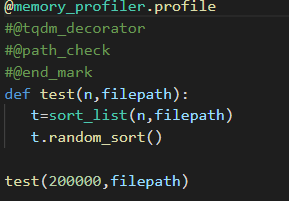 @memory_profiler.profile
#@tqdm_decorator
#@path_check
#@end_mark
def test(n,filepath):
    t=sort_list(n,filepath)
    t.random_sort()
test(200000,filepath)